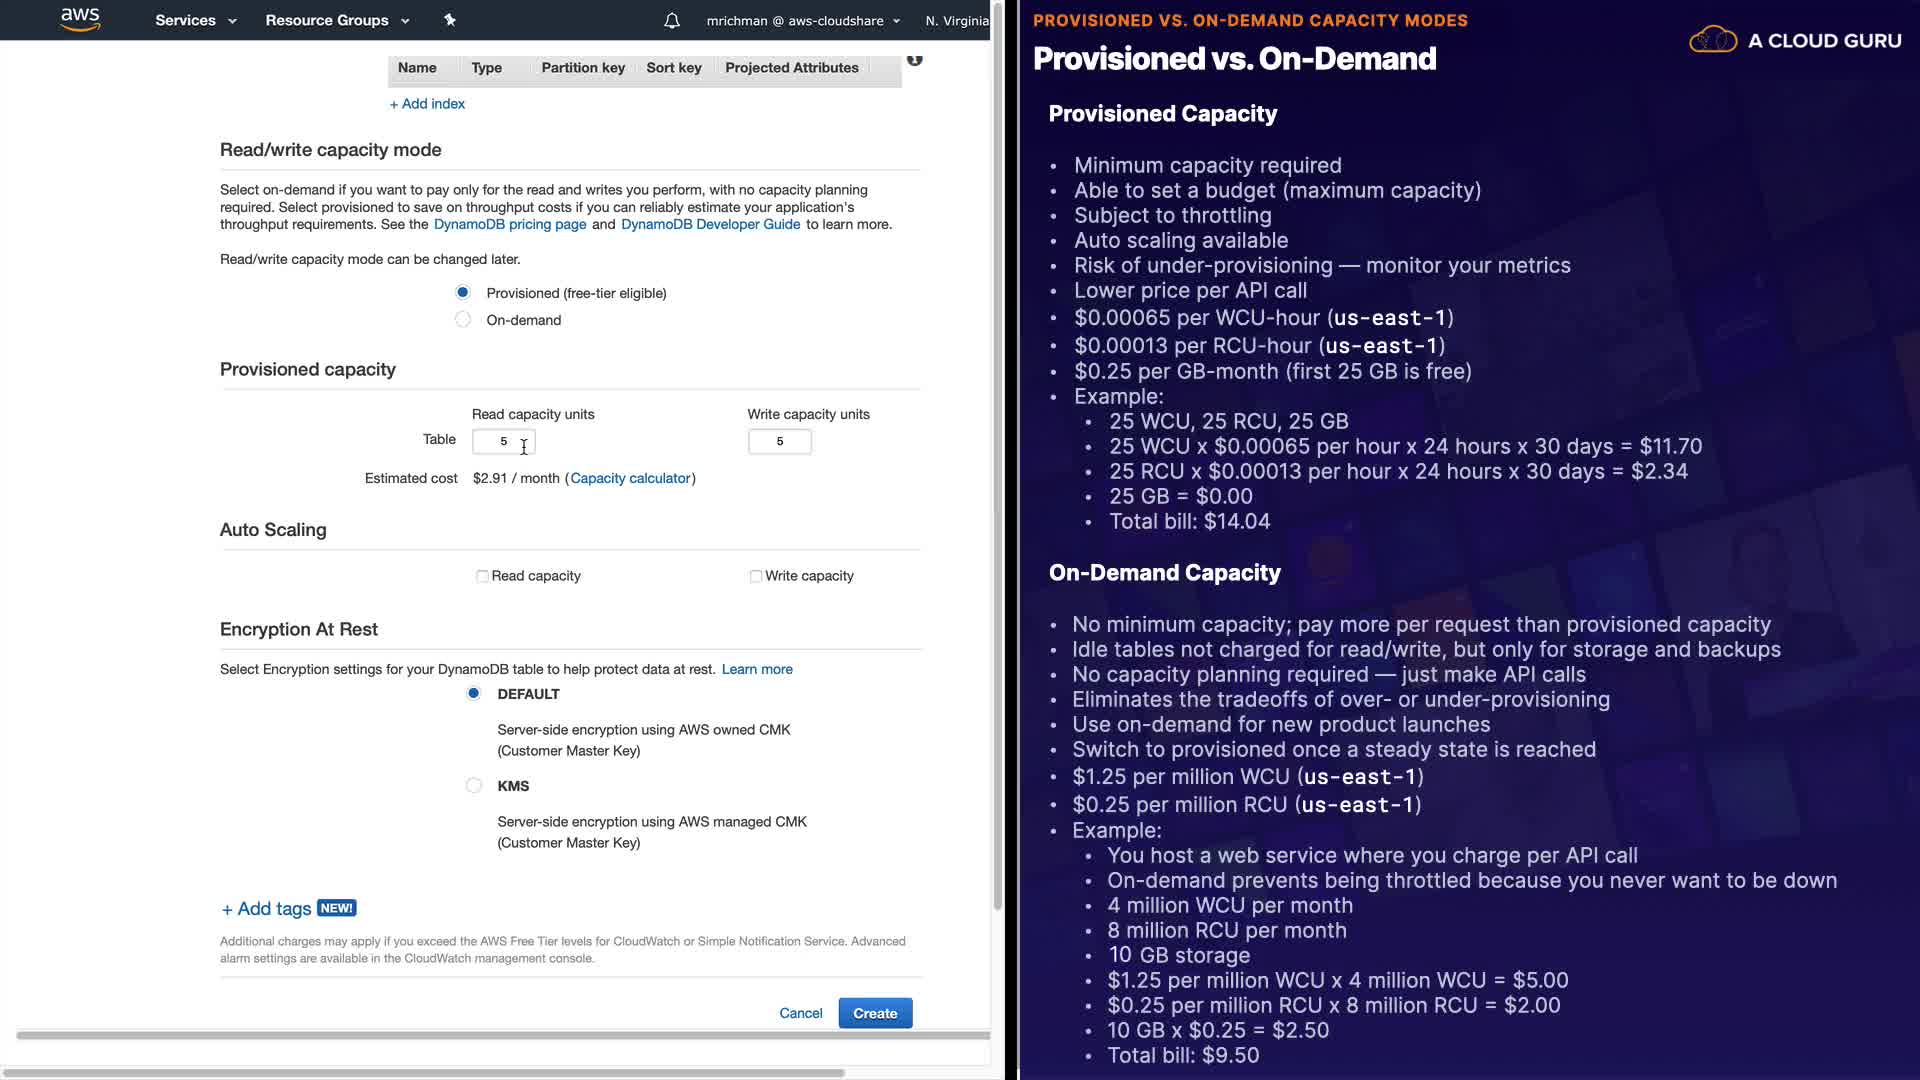 aws
Services
Resource Groups
mrichman @ aws-cloudshare
N. Virginia
Name Type Partition key Sort key Projected Attributes
+ Add index
Read/write capacity mode
Select on-demand if you want to pay only for the read and writes you perform, with no capacity planning
required. Select provisioned to save on throughput costs if you can reliably estimate your application's
throughput requirements. See the DynamoDB pricing page and DynamoDB Developer Guide to learn more.
Read/write capacity mode can be changed later.
Provisioned (free-tier eligible)
On-demand
Provisioned capacity
Read capacity units Write capacity units
Table 5 5
Estimated cost $2.91 / month (Capacity calculator)
Auto Scaling
Read capacity Write capacity
Encryption At Rest
Select Encryption settings for your DynamoDB table to help protect data at rest. Learn more
DEFAULT
Server-side encryption using AWS owned CMK
(Customer Master Key)
KMS
Server-side encryption using AWS managed CMK
(Customer Master Key)
+ Add tags NEW!
Additional charges may apply if you exceed the AWS Free Tier levels for CloudWatch or Simple Notification Service. Advanced
alarm settings are available in the CloudWatch management console.
Cancel Create
PROVISIONED VS. ON-DEMAND CAPACITY MODES
Provisioned vs. On-Demand
A CLOUD GURU
Provisioned Capacity
• Minimum capacity required
• Able to set a budget (maximum capacity)
• Subject to throttling
• Auto scaling available
• Risk of under-provisioning — monitor your metrics
• Lower price per API call
• $0.00065 per WCU-hour (us-east-1)
• $0.00013 per RCU-hour (us-east-1)
• $0.25 per GB-month (first 25 GB is free)
• Example:
• 25 WCU, 25 RCU, 25 GB
• 25 WCU x $0.00065 per hour x 24 hours x 30 days = $11.70
• 25 RCU x $0.00013 per hour x 24 hours x 30 days = $2.34
• 25 GB = $0.00
• Total bill: $14.04
On-Demand Capacity
• No minimum capacity; pay more per request than provisioned capacity
• Idle tables not charged for read/write, but only for storage and backups
• No capacity planning required — just make API calls
• Eliminates the tradeoffs of over- or under-provisioning
• Use on-demand for new product launches
• Switch to provisioned once a steady state is reached
• $1.25 per million WCU (us-east-1)
• $0.25 per million RCU (us-east-1)
• Example:
• You host a web service where you charge per API call
• On-demand prevents being throttled because you never want to be down
• 4 million WCU per month
• 8 million RCU per month
• 10 GB storage
• $1.25 per million WCU x 4 million WCU = $5.00
• $0.25 per million RCU x 8 million RCU = $2.00
• 10 GB x $0.25 = $2.50
• Total bill: $9.50